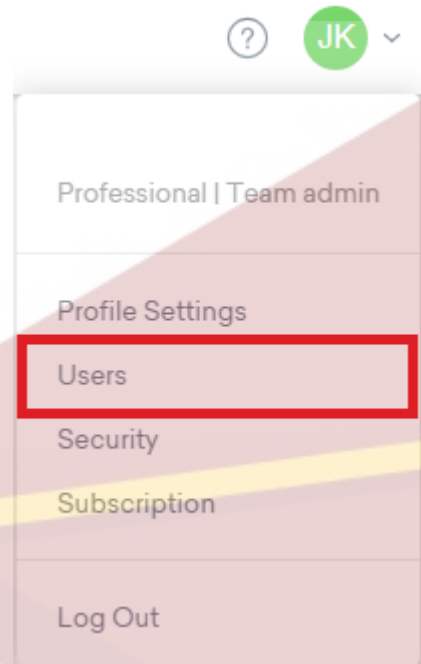 ?
JK
Professional | Team admin
Profile Settings
Users
Security
Subscription
Log Out